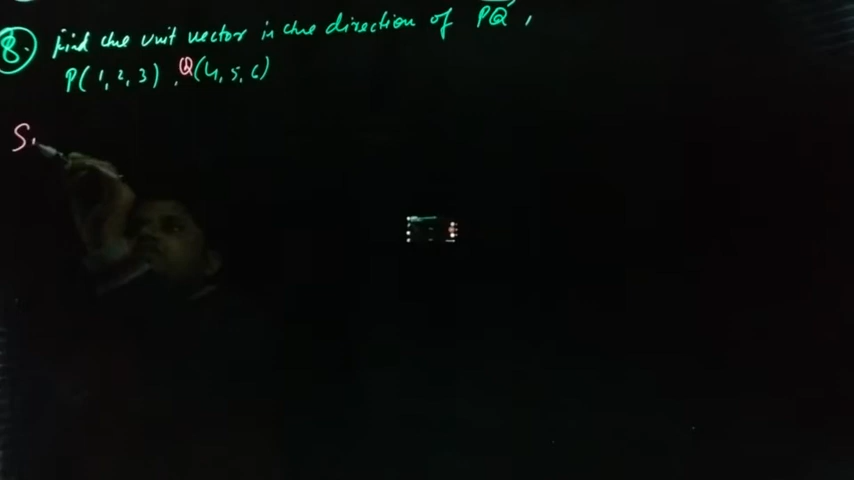 8. find the unit vector in the direction of PQ,
P(1,2,3), Q(4,5,6)
S.